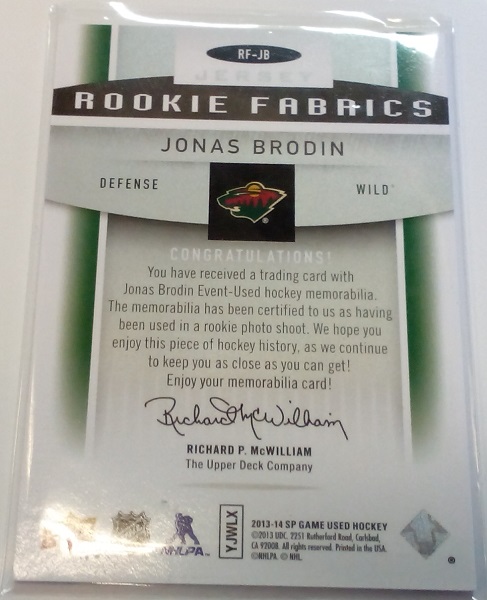 RF-JB
JERSEY
ROOKIE FABRICS
JONAS BRODIN
DEFENSE
WILD
CONGRATULATIONS!
You have received a trading card with
Jonas Brodin Event-Used hockey memorabilia.
The memorabilia has been certified to us as having
been used in a rookie photo shoot. We hope you
enjoy this piece of hockey history, as we continue
to keep you as close as you can get!
Enjoy your memorabilia card!
Richard McWilliam
RICHARD P. McWILLIAM
The Upper Deck Company
NHLPA
YJWLX
2013-14 SP GAME USED HOCKEY
©2013 UDC. 2251 Rutherford Road, Carlsbad,
CA 92008. All rights reserved. Printed in the USA.
©NHLPA. © NHL.
®